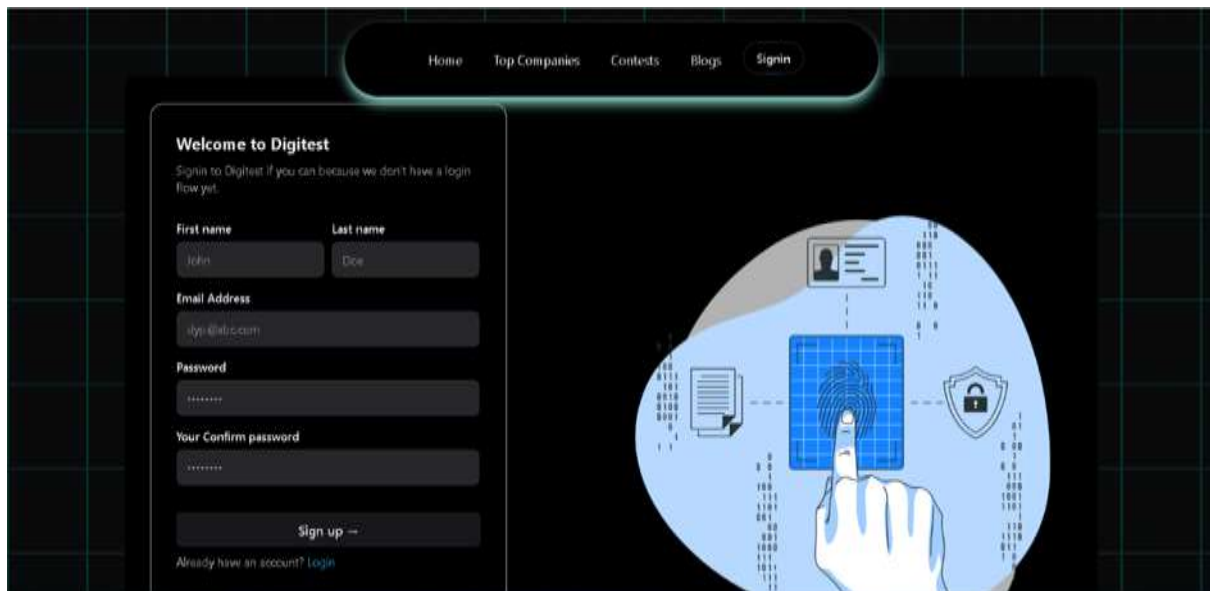 Home Top Companies Contests Blogs Signin
Welcome to Digitest
Signin to Digitest if you can because we don't have a login
flow yet.
First name Last name
John Doe
Email Address
Password
········
Your Confirm password
········
Sign up →
Already have an account? Login